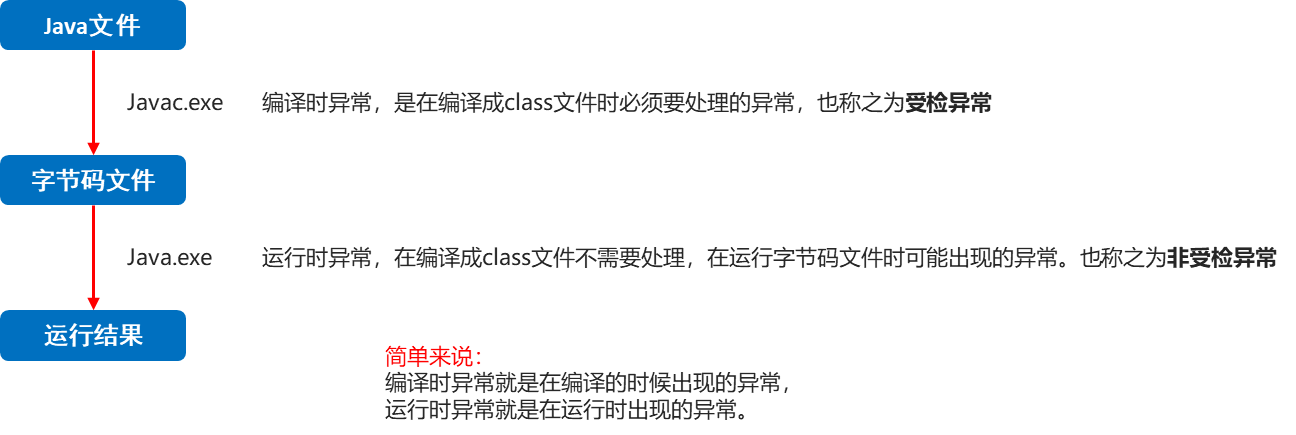 Java文件
Javac.exe 编译时异常，是在编译成class文件时必须要处理的异常，也称之为受检异常
字节码文件
Java.exe 运行时异常，在编译成class文件不需要处理，在运行字节码文件时可能出现的异常。也称之为非受检异常
运行结果
简单来说：
编译时异常就是在编译的时候出现的异常，
运行时异常就是在运行时出现的异常。